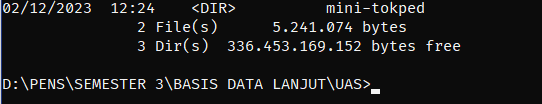 02/12/2023  12:24    <DIR>          mini-tokped
               2 File(s)      5.241.074 bytes
               3 Dir(s)  336.453.169.152 bytes free
D:\PENS\SEMESTER 3\BASIS DATA LANJUT\UAS>